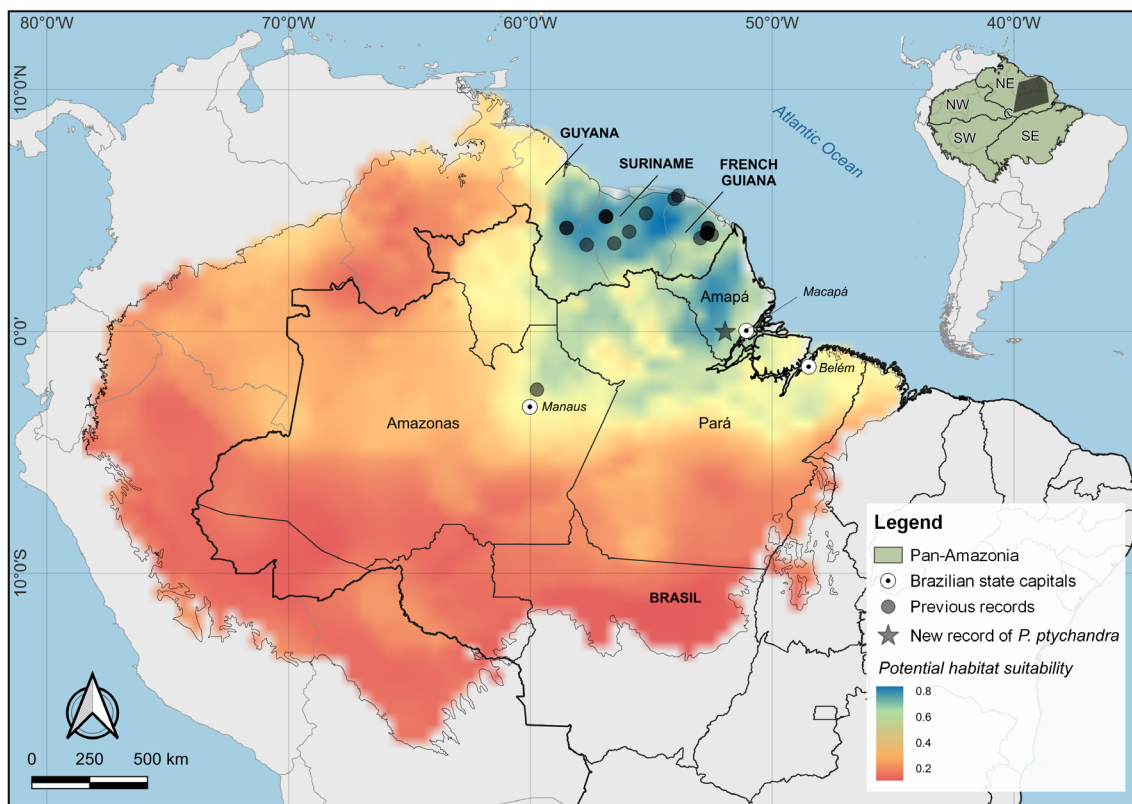 80°0'W
70°0'W
60°0'W
50°0'W
40°0'W
10°0'N
0°0'
10°0'S
Atlantic Ocean
NE
NW
C
SW
SE
GUYANA
SURINAME
FRENCH
GUIANA
Amapá
Macapá
Belém
Manaus
Amazonas
Pará
BRASIL
Legend
Pan-Amazonia
Brazilian state capitals
Previous records
New record of P. ptychandra
Potential habitat suitability
0.8
0.6
0.4
0.2
0 250 500 km